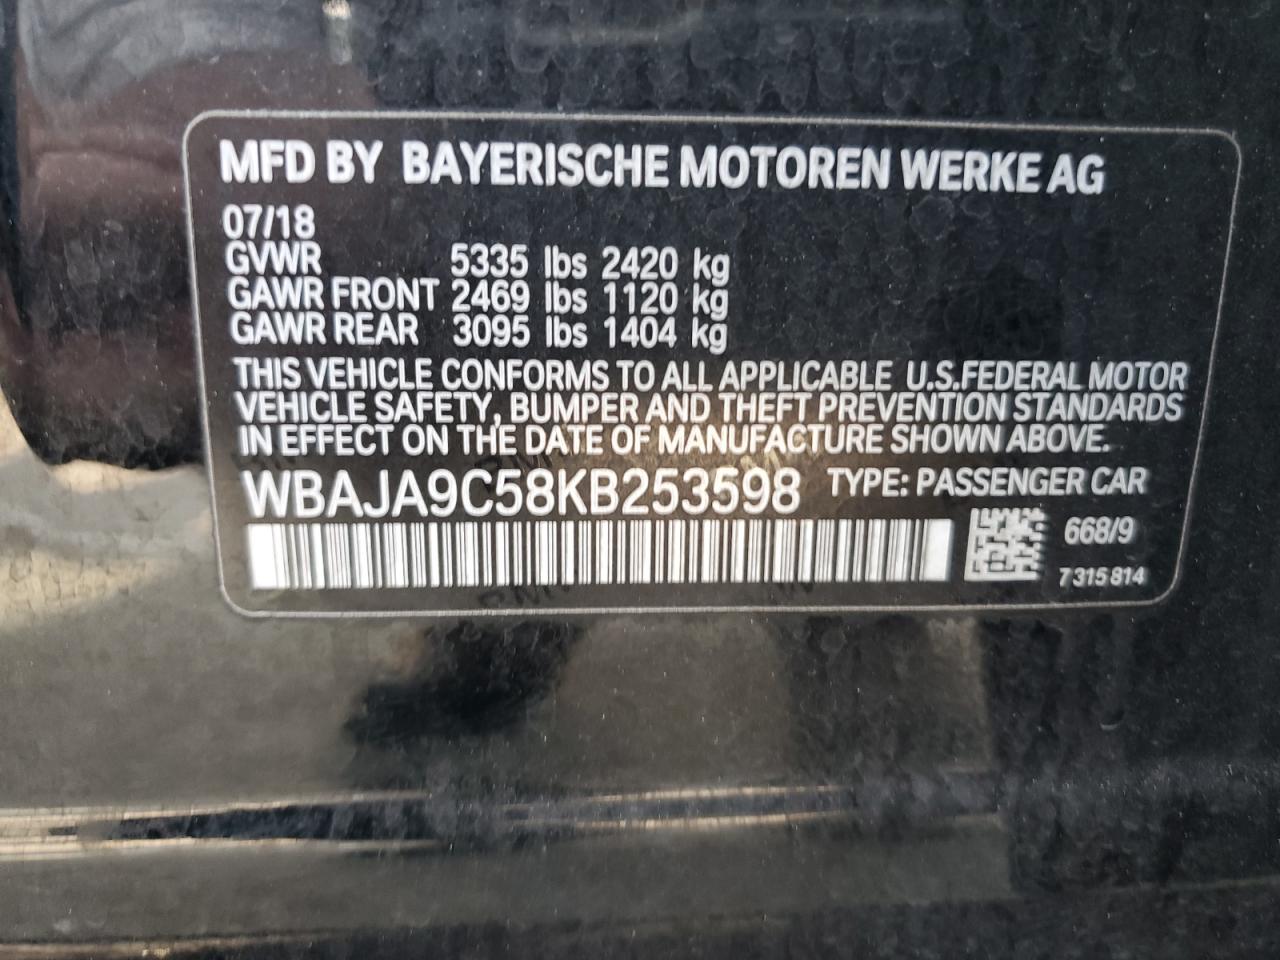 MFD BY BAYERISCHE MOTOREN WERKE AG
07/18
GVWR 5335 lbs 2420 kg
GAWR FRONT 2469 lbs 1120 kg
GAWR REAR 3095 lbs 1404 kg
THIS VEHICLE CONFORMS TO ALL APPLICABLE U.S.FEDERAL MOTOR
VEHICLE SAFETY, BUMPER AND THEFT PREVENTION STANDARDS
IN EFFECT ON THE DATE OF MANUFACTURE SHOWN ABOVE.
WBAJA9C58KB253598 TYPE: PASSENGER CAR
668/9
7 315 814